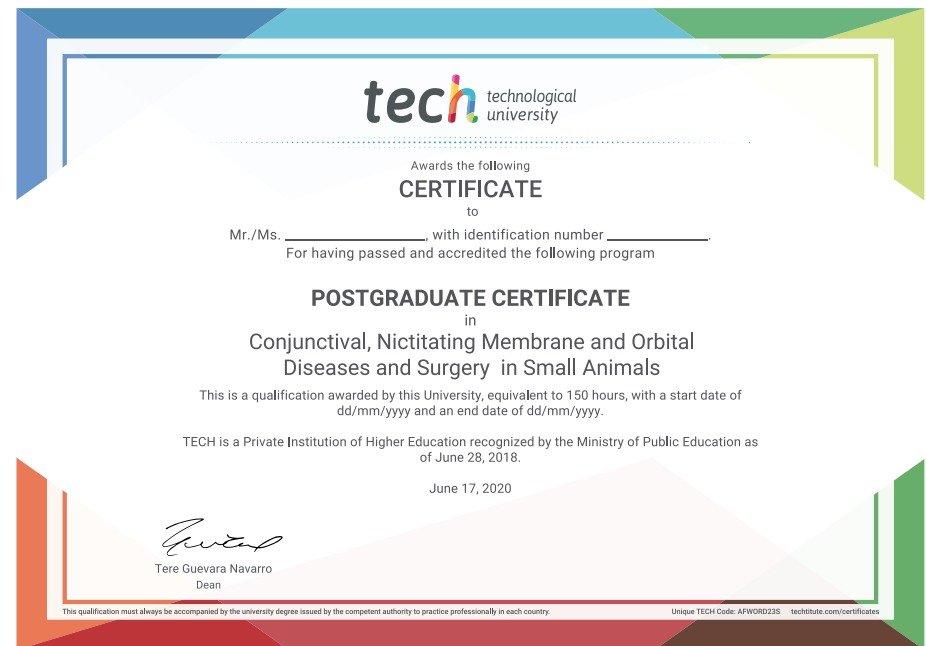 tech technological
university
Awards the following
CERTIFICATE
to
Mr./Ms. ____________________, with identification number ______________.
For having passed and accredited the following program
POSTGRADUATE CERTIFICATE
in
Conjunctival, Nictitating Membrane and Orbital
Diseases and Surgery in Small Animals
This is a qualification awarded by this University, equivalent to 150 hours, with a start date of
dd/mm/yyyy and an end date of dd/mm/yyyy.
TECH is a Private Institution of Higher Education recognized by the Ministry of Public Education as
of June 28, 2018.
June 17, 2020
Tere Guevara Navarro
Dean
This qualification must always be accompanied by the university degree issued by the competent authority to practice professionally in each country.
Unique TECH Code: AFWORD23S techtitute.com/certificates